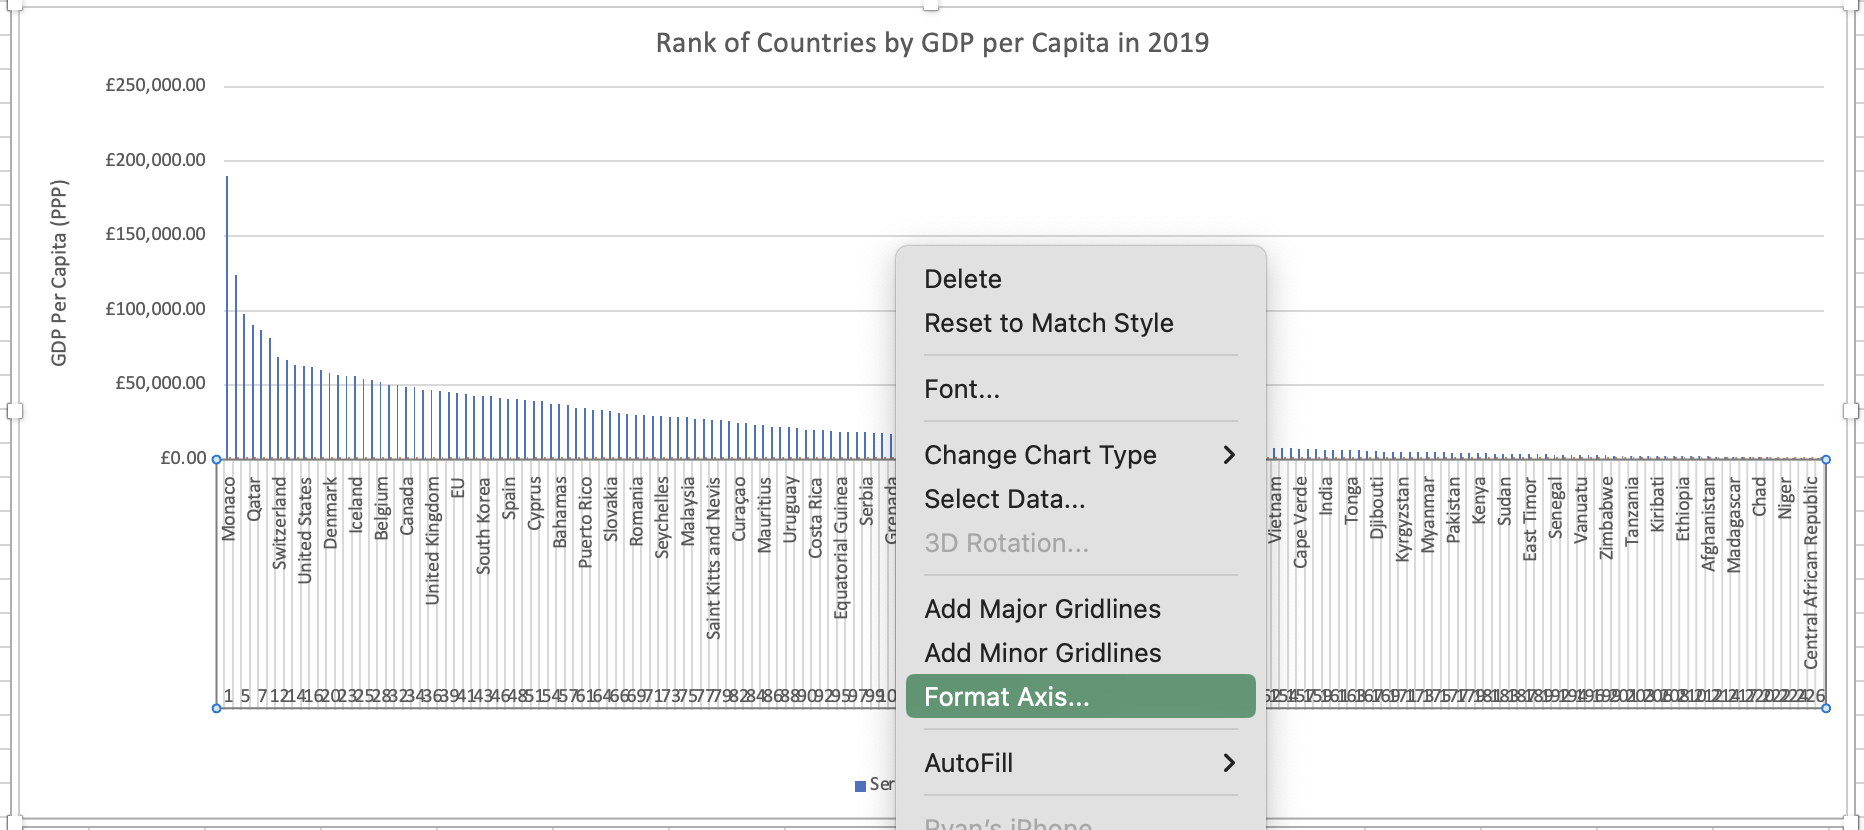 Rank of Countries by GDP per Capita in 2019
GDP Per Capita (PPP)
£250,000.00
£200,000.00
£150,000.00
£100,000.00
£50,000.00
£0.00
Monaco
Qatar
Switzerland
United States
Denmark
Iceland
Belgium
Canada
United Kingdom
EU
South Korea
Spain
Cyprus
Bahamas
Puerto Rico
Slovakia
Romania
Seychelles
Malaysia
Saint Kitts and Nevis
Curaçao
Mauritius
Uruguay
Costa Rica
Equatorial Guinea
Serbia
Grenada
Vietnam
Cape Verde
India
Tonga
Djibouti
Kyrgyzstan
Myanmar
Pakistan
Kenya
Sudan
East Timor
Senegal
Vanuatu
Zimbabwe
Tanzania
Kiribati
Ethiopia
Afghanistan
Madagascar
Chad
Niger
Central African Republic
1 5 7
Ser
Delete
Reset to Match Style
Font...
Change Chart Type
Select Data...
3D Rotation...
Add Major Gridlines
Add Minor Gridlines
Format Axis...
AutoFill
Ryan's iPhone